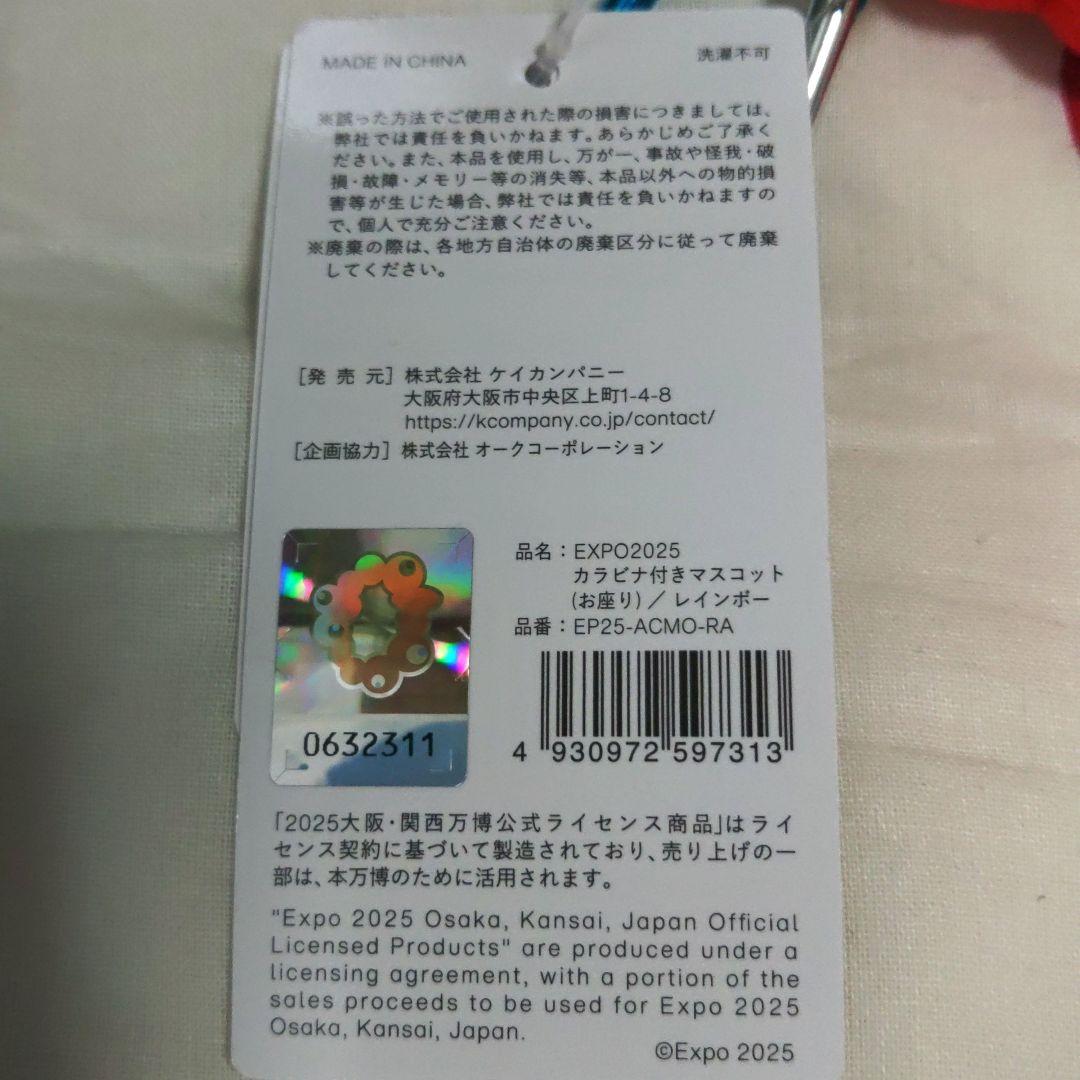 MADE IN CHINA
洗濯不可
※誤った方法でご使用された際の損害につきましては、
弊社では責任を負いかねます。あらかじめご了承く
ださい。また、本品を使用し、万が一、事故や怪我・破
損・故障・メモリー等の消失等、本品以外への物的損
害等が生じた場合、弊社では責任を負いかねますの
で、個人で充分ご注意ください。
※廃棄の際は、各地方自治体の廃棄区分に従って廃棄
してください。
[発売元] 株式会社 ケイカンパニー
大阪府大阪市中央区上町1-4-8
https://kcompany.co.jp/contact/
[企画協力] 株式会社 オークコーポレーション
品名：EXPO2025
カラビナ付きマスコット
(お座り)／レインボー
品番：EP25-ACMO-RA
0632311
4 930972 597313
「2025大阪・関西万博公式ライセンス商品」はライ
センス契約に基づいて製造されており、売り上げの一
部は、本万博のために活用されます。
"Expo 2025 Osaka, Kansai, Japan Official
Licensed Products" are produced under a
licensing agreement, with a portion of the
sales proceeds to be used for Expo 2025
Osaka, Kansai, Japan.
©Expo 2025